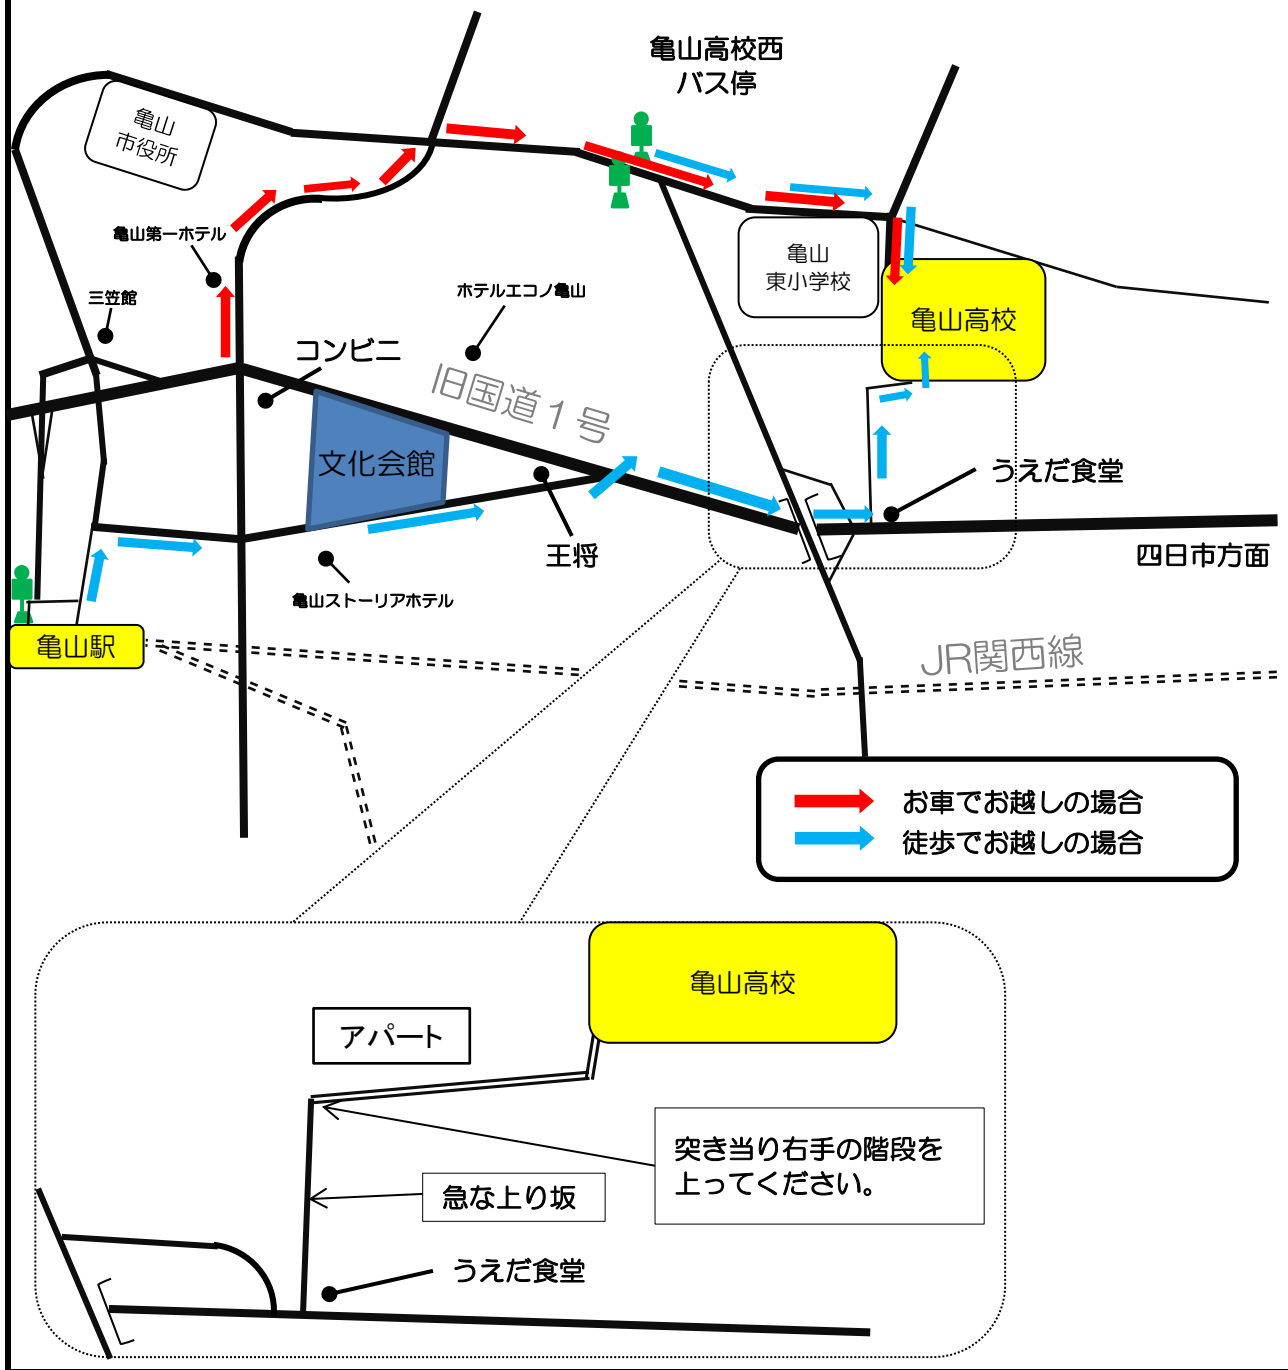 亀山高校西
バス停
亀山
市役所
亀山第一ホテル
三笠館
ホテルエコノ亀山
コンビニ
旧国道１号
亀山
東小学校
亀山高校
文化会館
王将
うえだ食堂
四日市方面
亀山ストーリアホテル
亀山駅
JR関西線
お車でお越しの場合
徒歩でお越しの場合
亀山高校
アパート
突き当り右手の階段を
上ってください。
急な上り坂
うえだ食堂